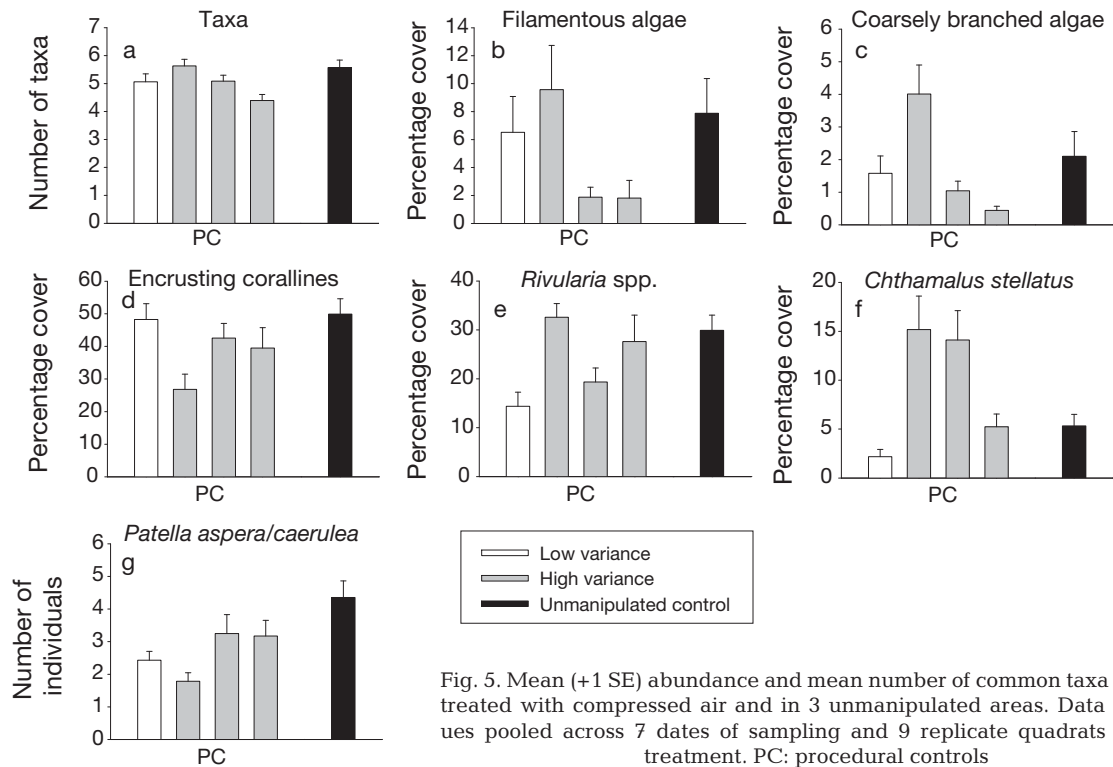 Taxa
a
Number of taxa
6
7
5
4
3
2
1
0
PC
Filamentous algae
b
Percentage cover
14
12
10
8
6
4
2
0
PC
Coarsely branched algae
c
Percentage cover
6
5
4
3
2
1
0
PC
Encrusting corallines
d
Percentage cover
60
50
40
30
20
10
0
PC
Rivularia spp.
e
Percentage cover
40
30
20
10
0
PC
Chthamalus stellatus
f
Percentage cover
20
15
10
5
0
PC
Patella aspera/caerulea
g
Number of
individuals
6
5
4
3
2
1
0
PC
Low variance
High variance
Unmanipulated control
Fig. 5. Mean (+1 SE) abundance and mean number of common taxa
treated with compressed air and in 3 unmanipulated areas. Data
ues pooled across 7 dates of sampling and 9 replicate quadrats
treatment. PC: procedural controls